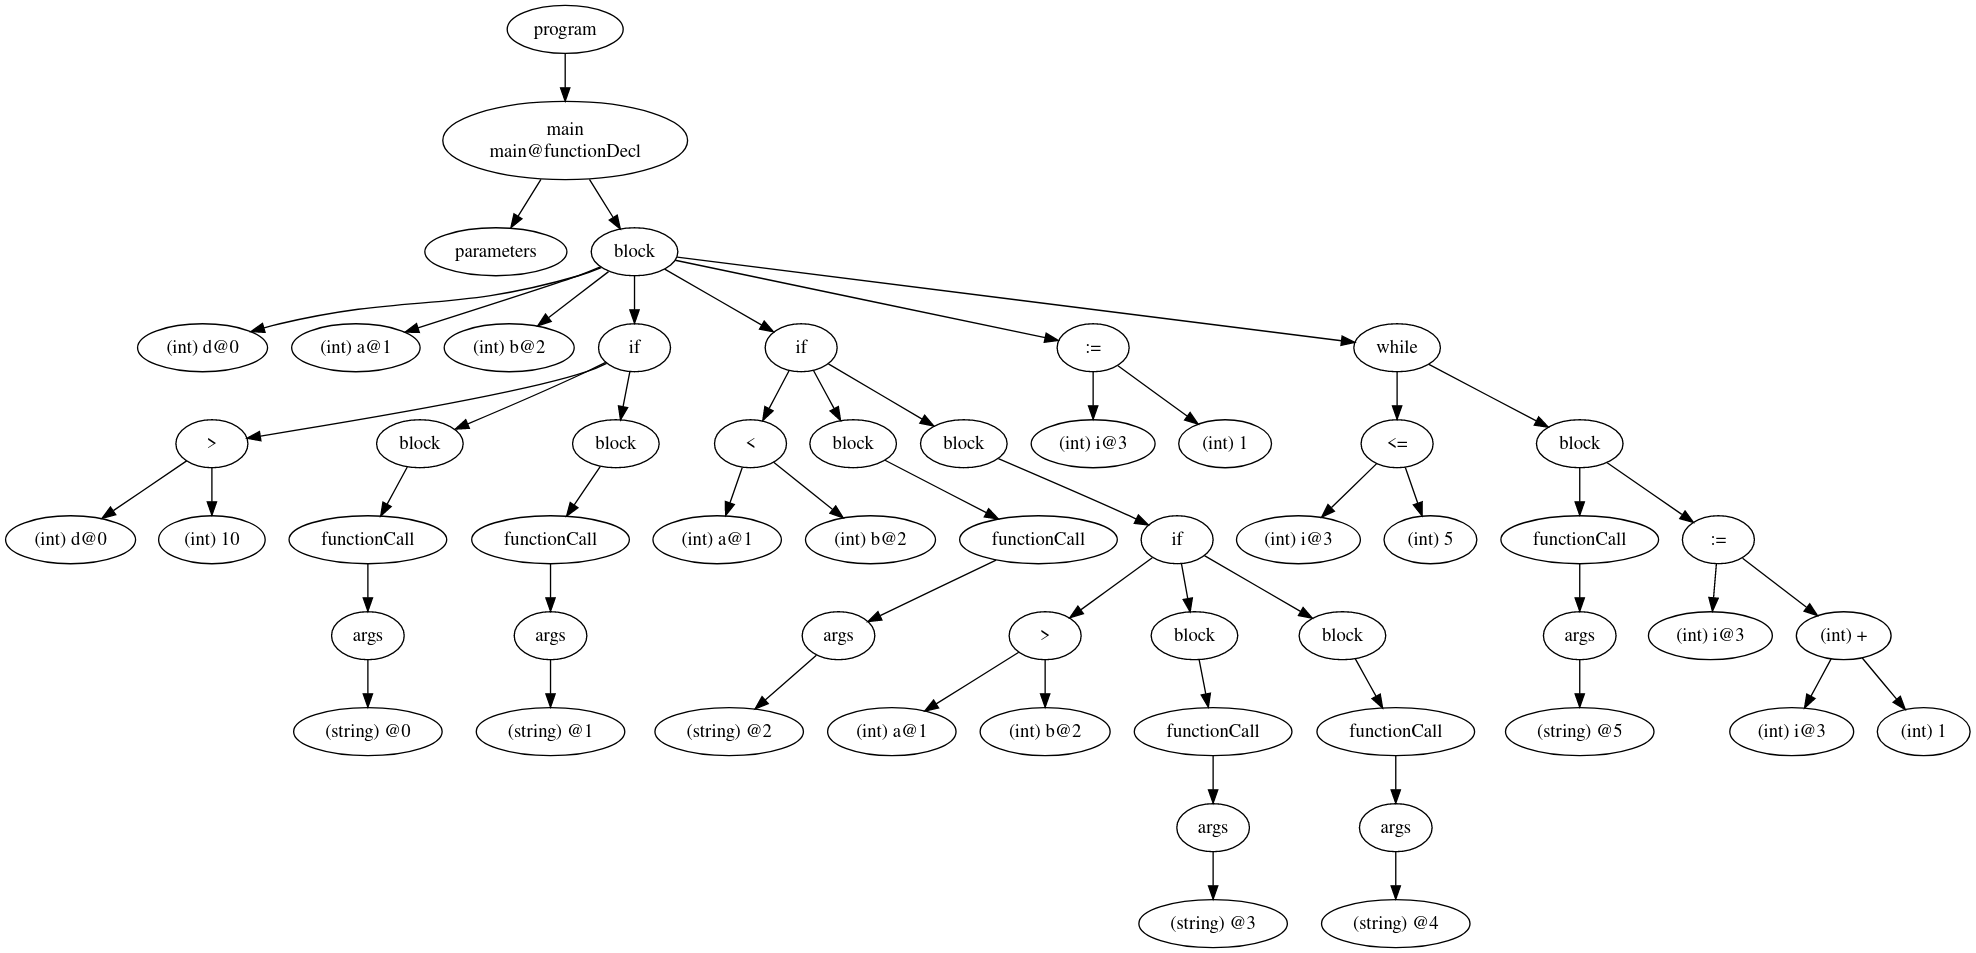 program
main
main@functionDecl
parameters
block
(int) d@0
(int) a@1
(int) b@2
if
if
:=
while
>
block
block
<
block
block
(int) i@3
(int) 1
<=
block
(int) d@0
(int) 10
functionCall
functionCall
(int) a@1
(int) b@2
functionCall
if
(int) i@3
(int) 5
functionCall
:=
args
args
args
>
block
block
args
(int) i@3
(int) +
(string) @0
(string) @1
(string) @2
(int) a@1
(int) b@2
functionCall
functionCall
(string) @5
(int) i@3
(int) 1
args
args
(string) @3
(string) @4